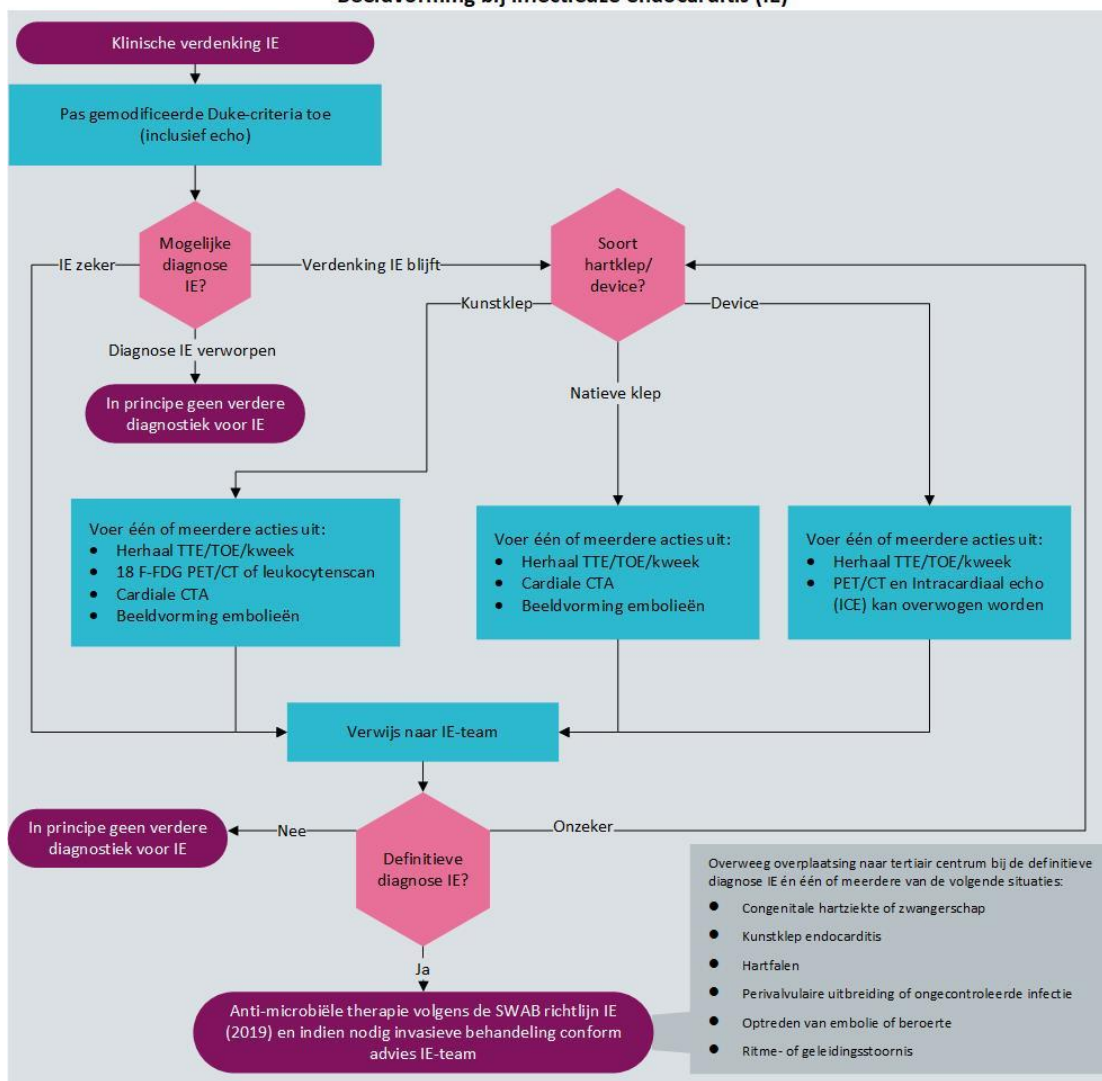 Klinische verdenking IE
Pas gemodificeerde Duke-criteria toe
(inclusief echo)
Mogelijke
diagnose
IE?
IE zeker
Verdenking IE blijft
Soort
hartklep/
device?
Kunstklep
Device
Diagnose IE verworpen
Natieve klep
In principe geen verdere
diagnostiek voor IE
Voer één of meerdere acties uit:
● Herhaal TTE/TOE/kweek
● 18 F-FDG PET/CT of leukocytenscan
● Cardiale CTA
● Beeldvorming embolieën
Voer één of meerdere acties uit:
● Herhaal TTE/TOE/kweek
● Cardiale CTA
● Beeldvorming embolieën
Voer één of meerdere acties uit:
● Herhaal TTE/TOE/kweek
● PET/CT en Intracardiaal echo
(ICE) kan overwogen worden
Verwijs naar IE-team
In principe geen verdere
diagnostiek voor IE
Nee
Definitieve
diagnose IE?
Onzeker
Ja
Anti-microbiële therapie volgens de SWAB richtlijn IE
(2019) en indien nodig invasieve behandeling conform
advies IE-team
Overweeg overplaatsing naar tertiair centrum bij de definitieve
diagnose IE én één of meerdere van de volgende situaties:
● Congenitale hartziekte of zwangerschap
● Kunstklep endocarditis
● Hartfalen
● Perivalvulaire uitbreiding of ongecontroleerde infectie
● Optreden van embolie of beroerte
● Ritme- of geleidingsstoornis